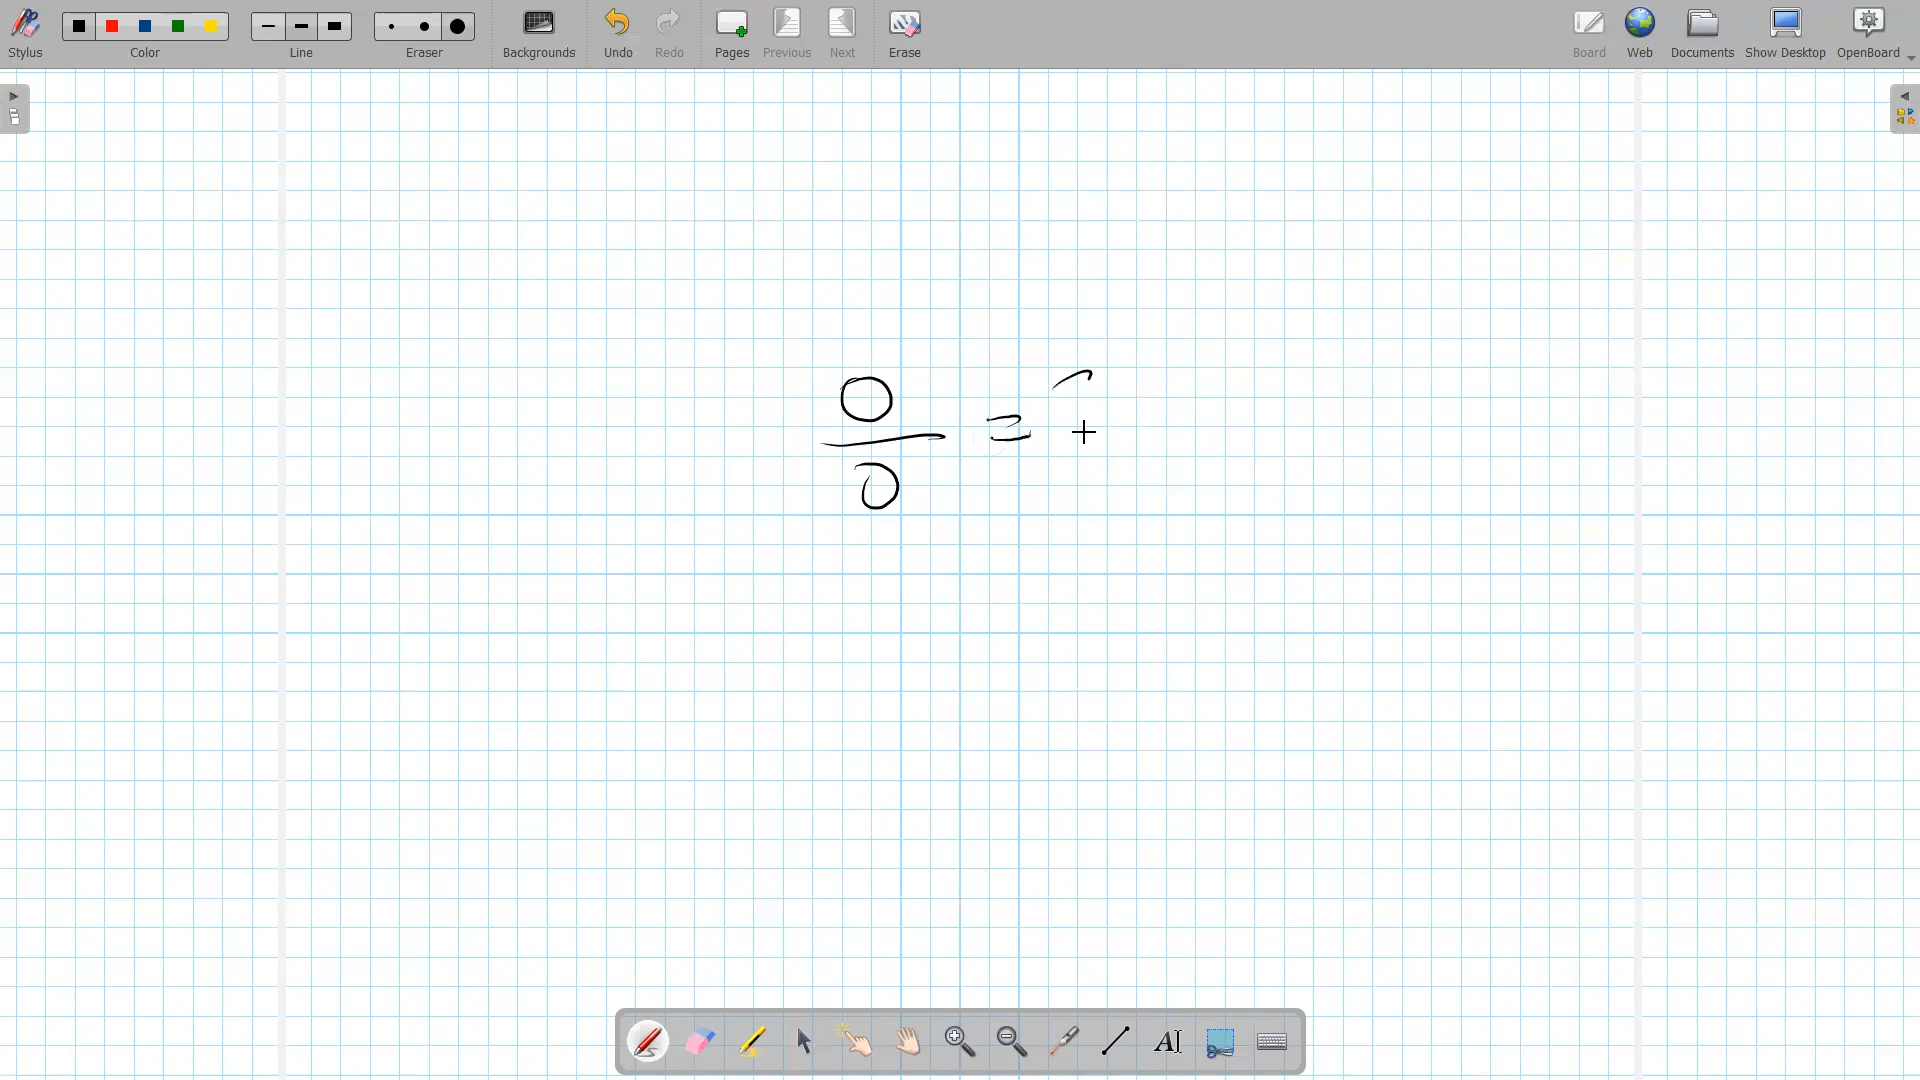 Stylus Color Line Eraser Backgrounds Undo Redo Pages Previous Next Erase Board Web Documents Show Desktop OpenBoard
0
—
0
=
A